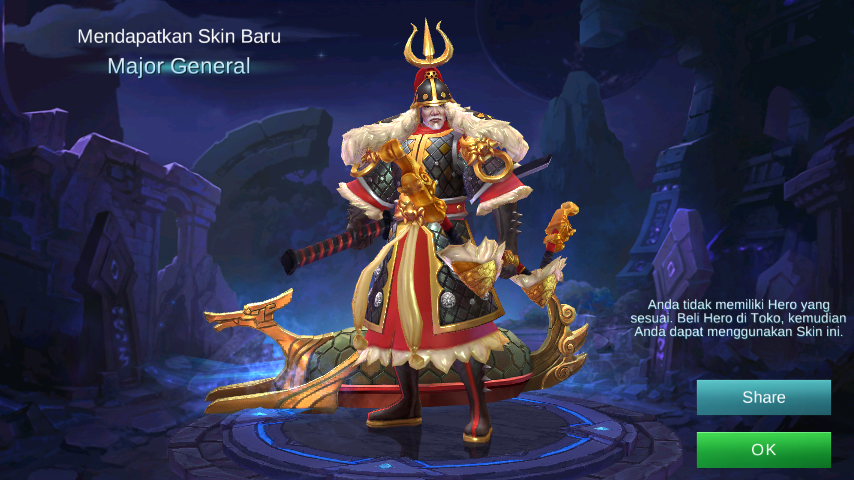 Mendapatkan Skin Baru
Major General
Anda tidak memiliki Hero yang
sesuai. Beli Hero di Toko, kemudian
Anda dapat menggunakan Skin ini.
Share
OK